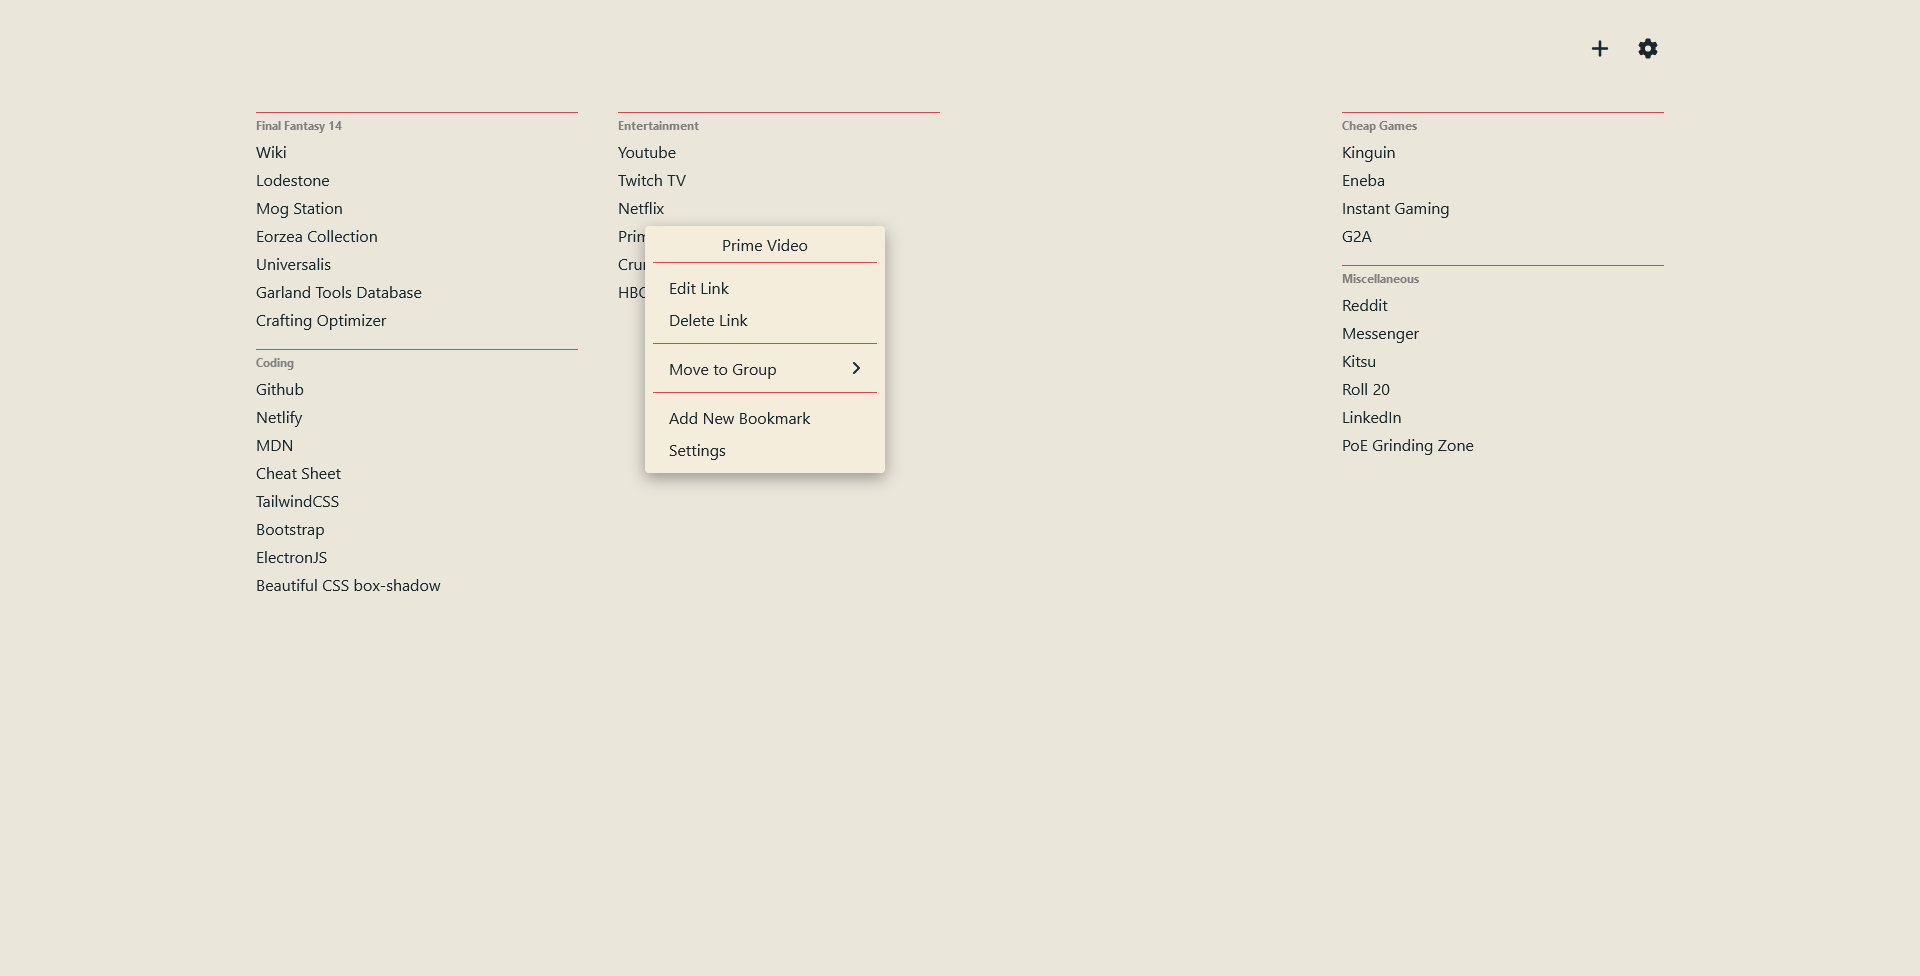 Final Fantasy 14
Wiki
Lodestone
Mog Station
Eorzea Collection
Universalis
Garland Tools Database
Crafting Optimizer
Coding
Github
Netlify
MDN
Cheat Sheet
TailwindCSS
Bootstrap
ElectronJS
Beautiful CSS box-shadow
Entertainment
Youtube
Twitch TV
Netflix
Prim
Cru
HBO
Prime Video
Edit Link
Delete Link
Move to Group
Add New Bookmark
Settings
Cheap Games
Kinguin
Eneba
Instant Gaming
G2A
Miscellaneous
Reddit
Messenger
Kitsu
Roll 20
LinkedIn
PoE Grinding Zone